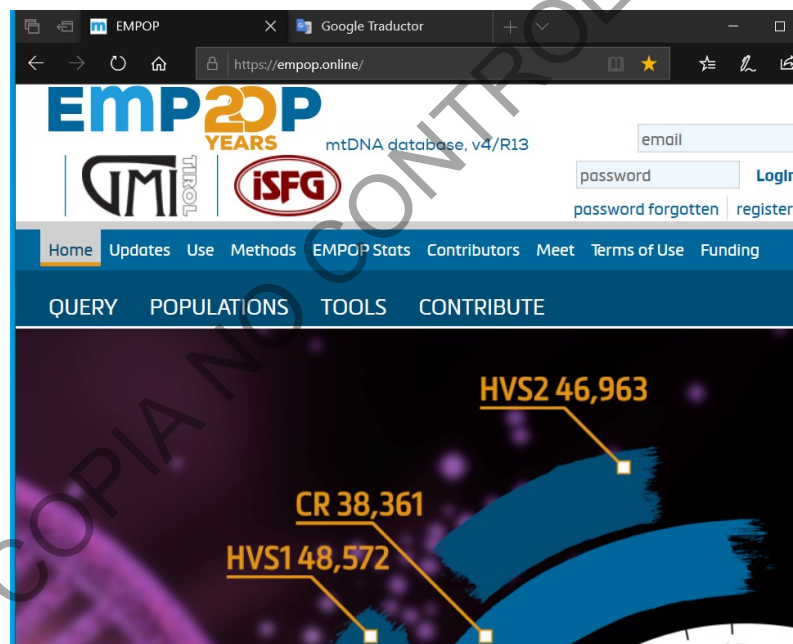 EMPOP
Google Traductor
https://empop.online/
EMP20P
YEARS
mtDNA database, v4/R13
email
GMI
TIROL
iSFG
password
Login
password forgotten
register
Home Updates Use Methods EMPOP Stats Contributors Meet Terms of Use Funding
QUERY POPULATIONS TOOLS CONTRIBUTE
HVS2 46,963
CR 38,361
HVS1 48,572
COPIA NO CONTROL